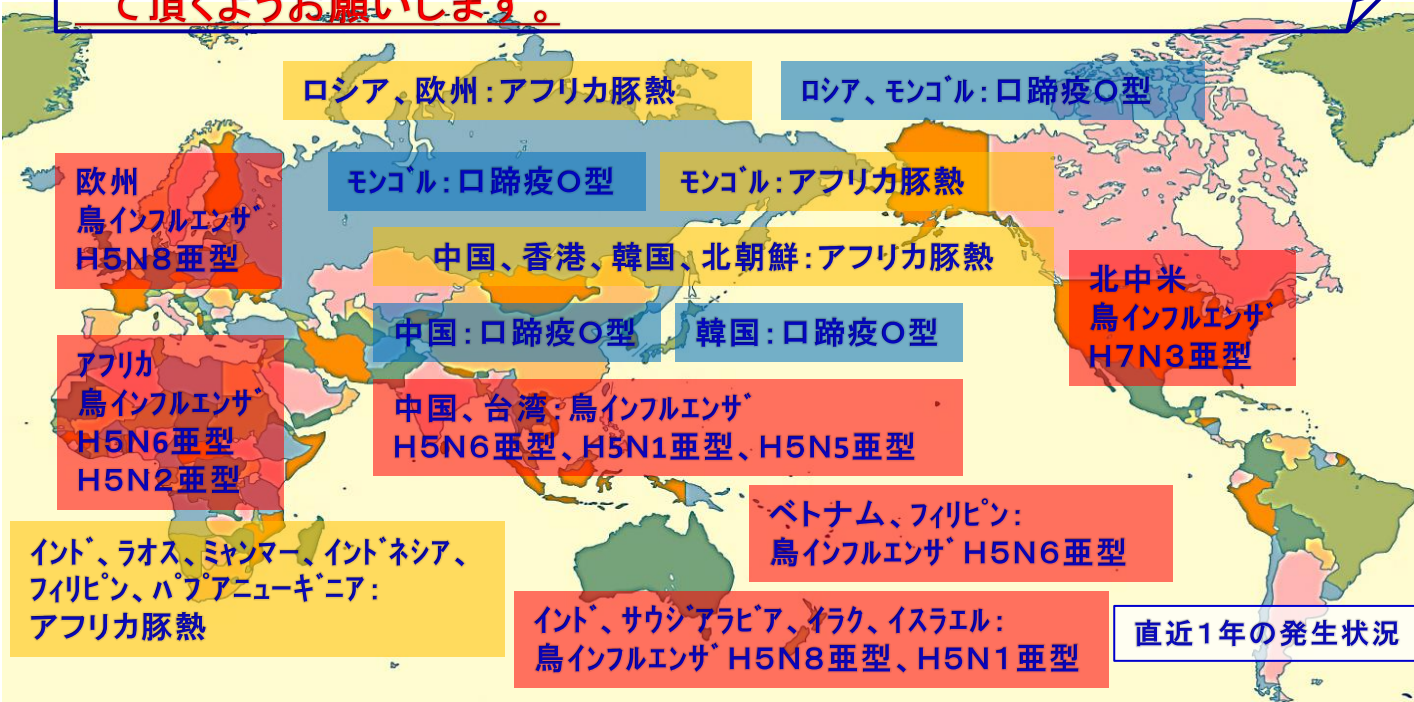 て頂くようお願いします。
ロシア、欧州:アフリカ豚熱
ロシア、モンゴル:口蹄疫O型
欧州
鳥インフルエンザ
H5N8亜型
モンゴル:口蹄疫O型
モンゴル:アフリカ豚熱
中国、香港、韓国、北朝鮮:アフリカ豚熱
北中米
鳥インフルエンザ
H7N3亜型
中国:口蹄疫O型
韓国:口蹄疫O型
アフリカ
鳥インフルエンザ
H5N6亜型
H5N2亜型
中国、台湾:鳥インフルエンザ
H5N6亜型、H5N1亜型、H5N5亜型
ベトナム、フィリピン:
鳥インフルエンザH5N6亜型
インド、ラオス、ミャンマー、インドネシア、
フィリピン、パプアニューギニア:
アフリカ豚熱
インド、サウジアラビア、イラク、イスラエル:
鳥インフルエンザH5N8亜型、H5N1亜型
直近1年の発生状況